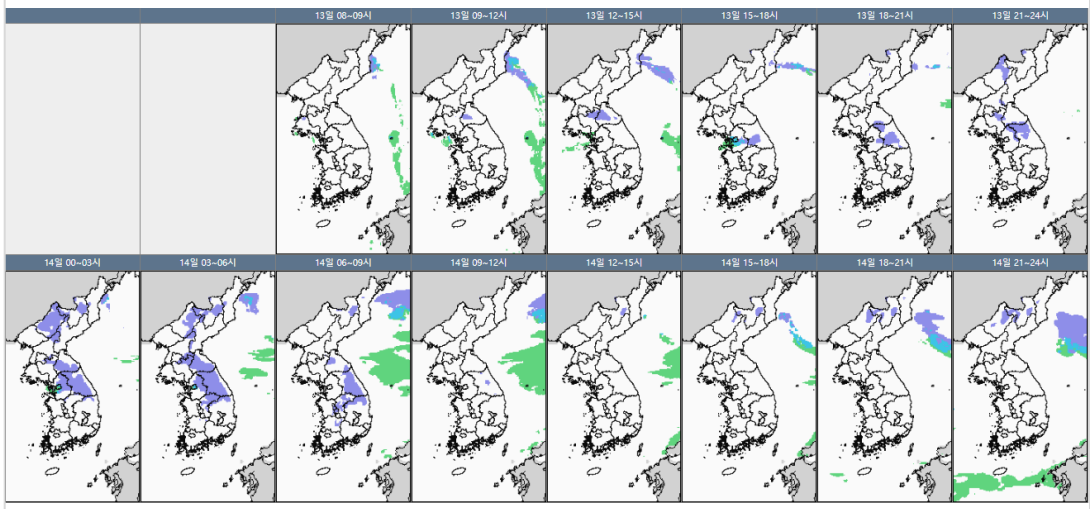 13일 08~09시
13일 09~12시
13일 12~15시
13일 15~18시
13일 18~21시
13일 21~24시
14일 00~03시
14일 03~06시
14일 06~09시
14일 09~12시
14일 12~15시
14일 15~18시
14일 18~21시
14일 21~24시